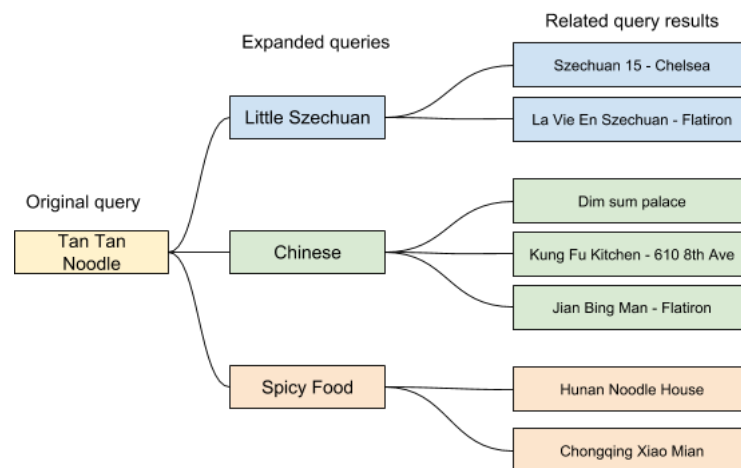 Related query results
Expanded queries
Szechuan 15 - Chelsea
Little Szechuan
La Vie En Szechuan - Flatiron
Original query
Dim sum palace
Tan Tan
Noodle
Chinese
Kung Fu Kitchen - 610 8th Ave
Jian Bing Man - Flatiron
Spicy Food
Hunan Noodle House
Chongqing Xiao Mian